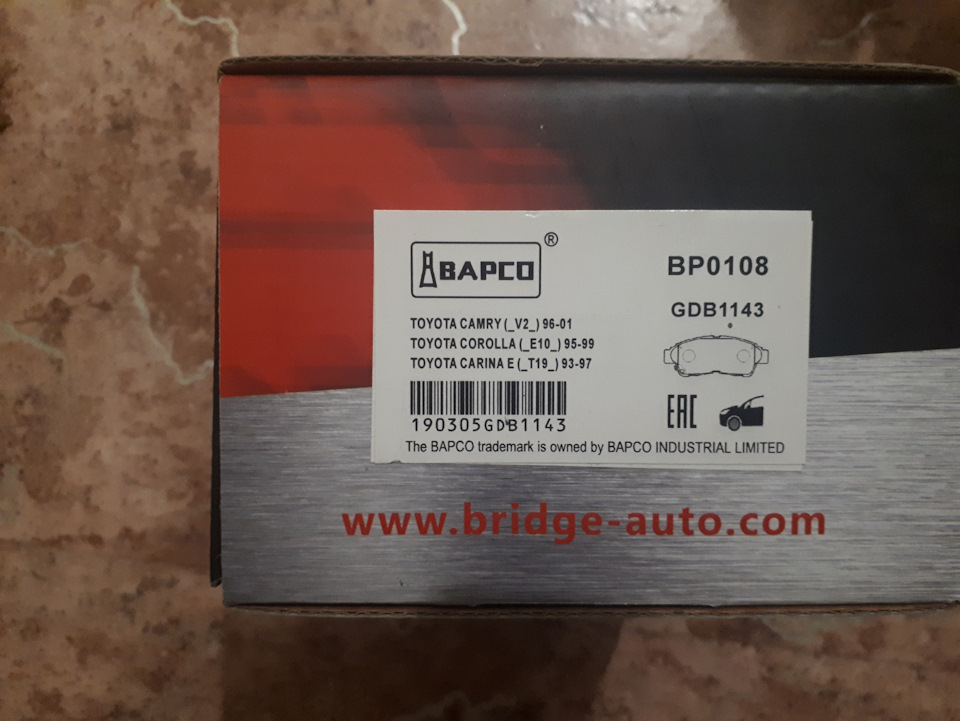 BAPCO ®
BP0108
GDB1143
TOYOTA CAMRY (_V2_) 96-01
TOYOTA COROLLA (_E10_) 95-99
TOYOTA CARINA E (_T19_) 93-97
190305GDB1143
EAC
The BAPCO trademark is owned by BAPCO INDUSTRIAL LIMITED
www.bridge-auto.com